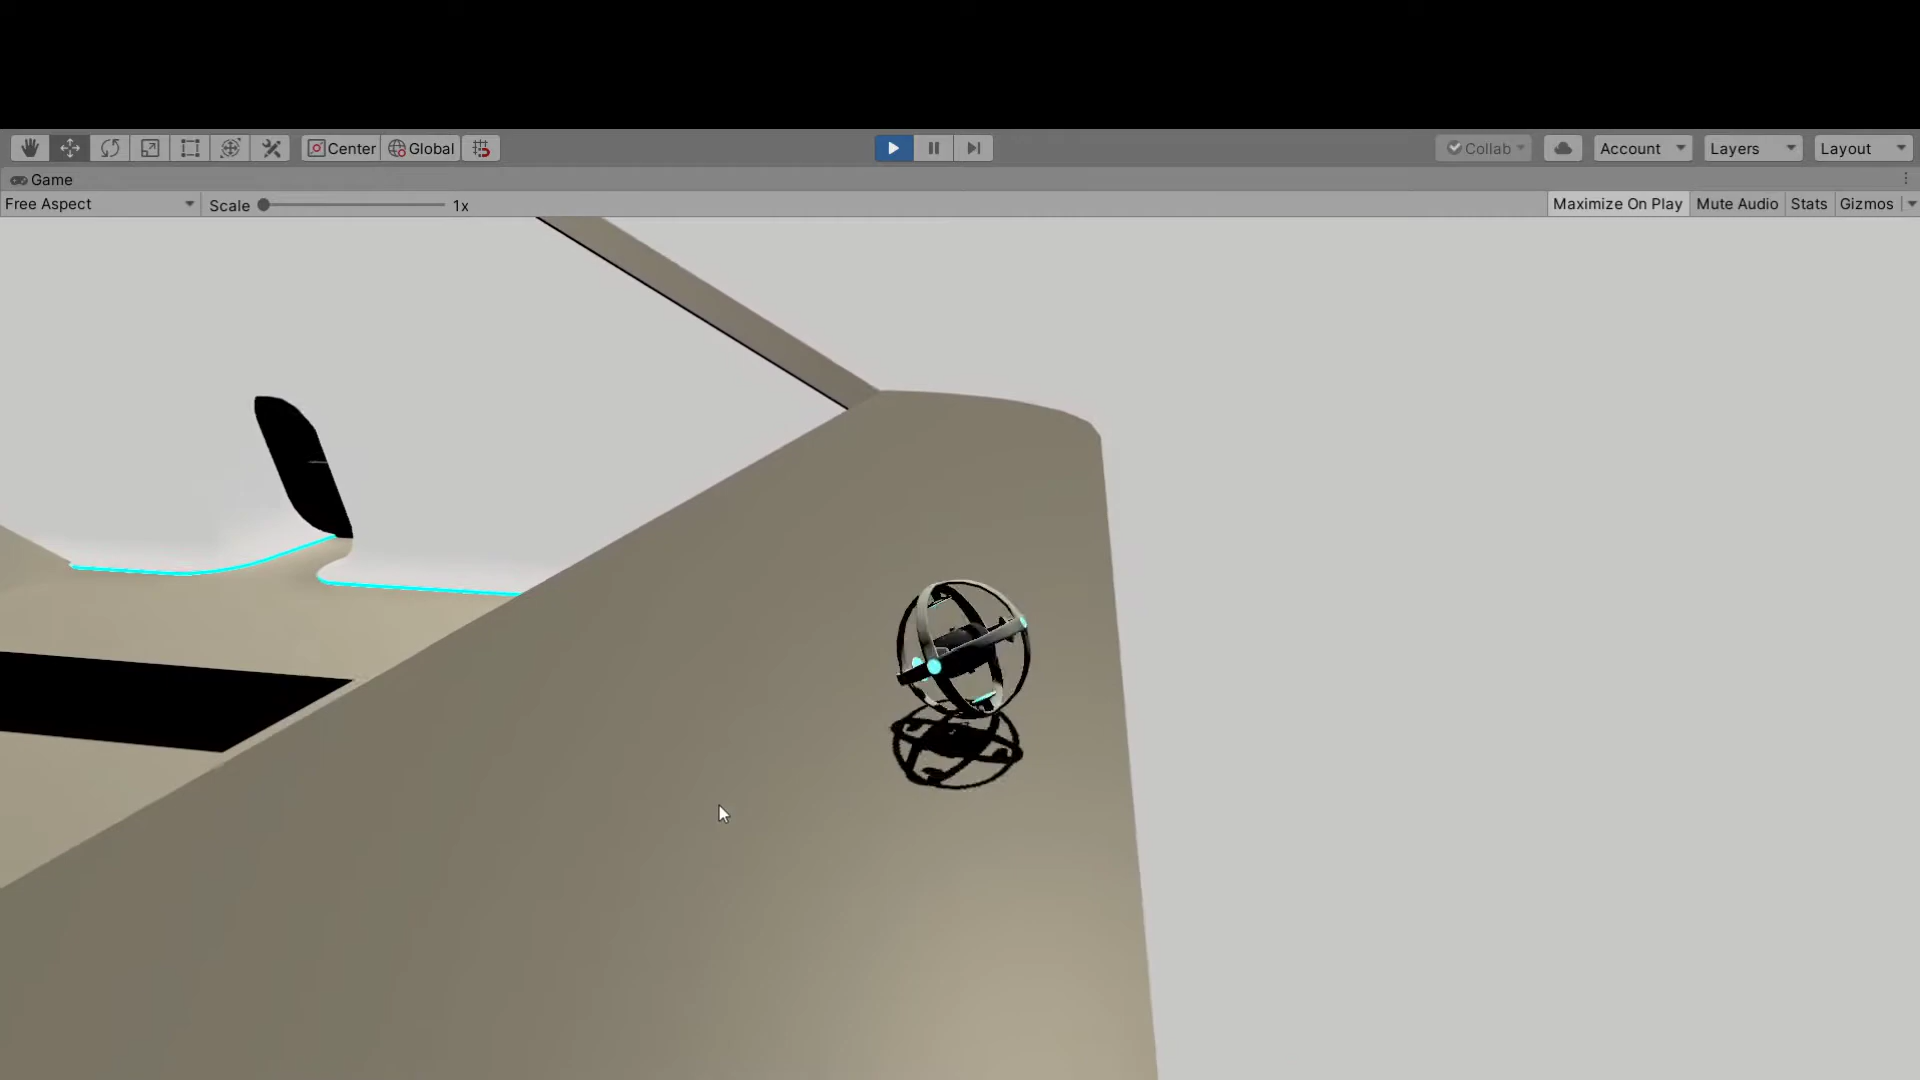 Center Global Collab Account Layers Layout
Game
Free Aspect Scale 1x Maximize On Play Mute Audio Stats Gizmos